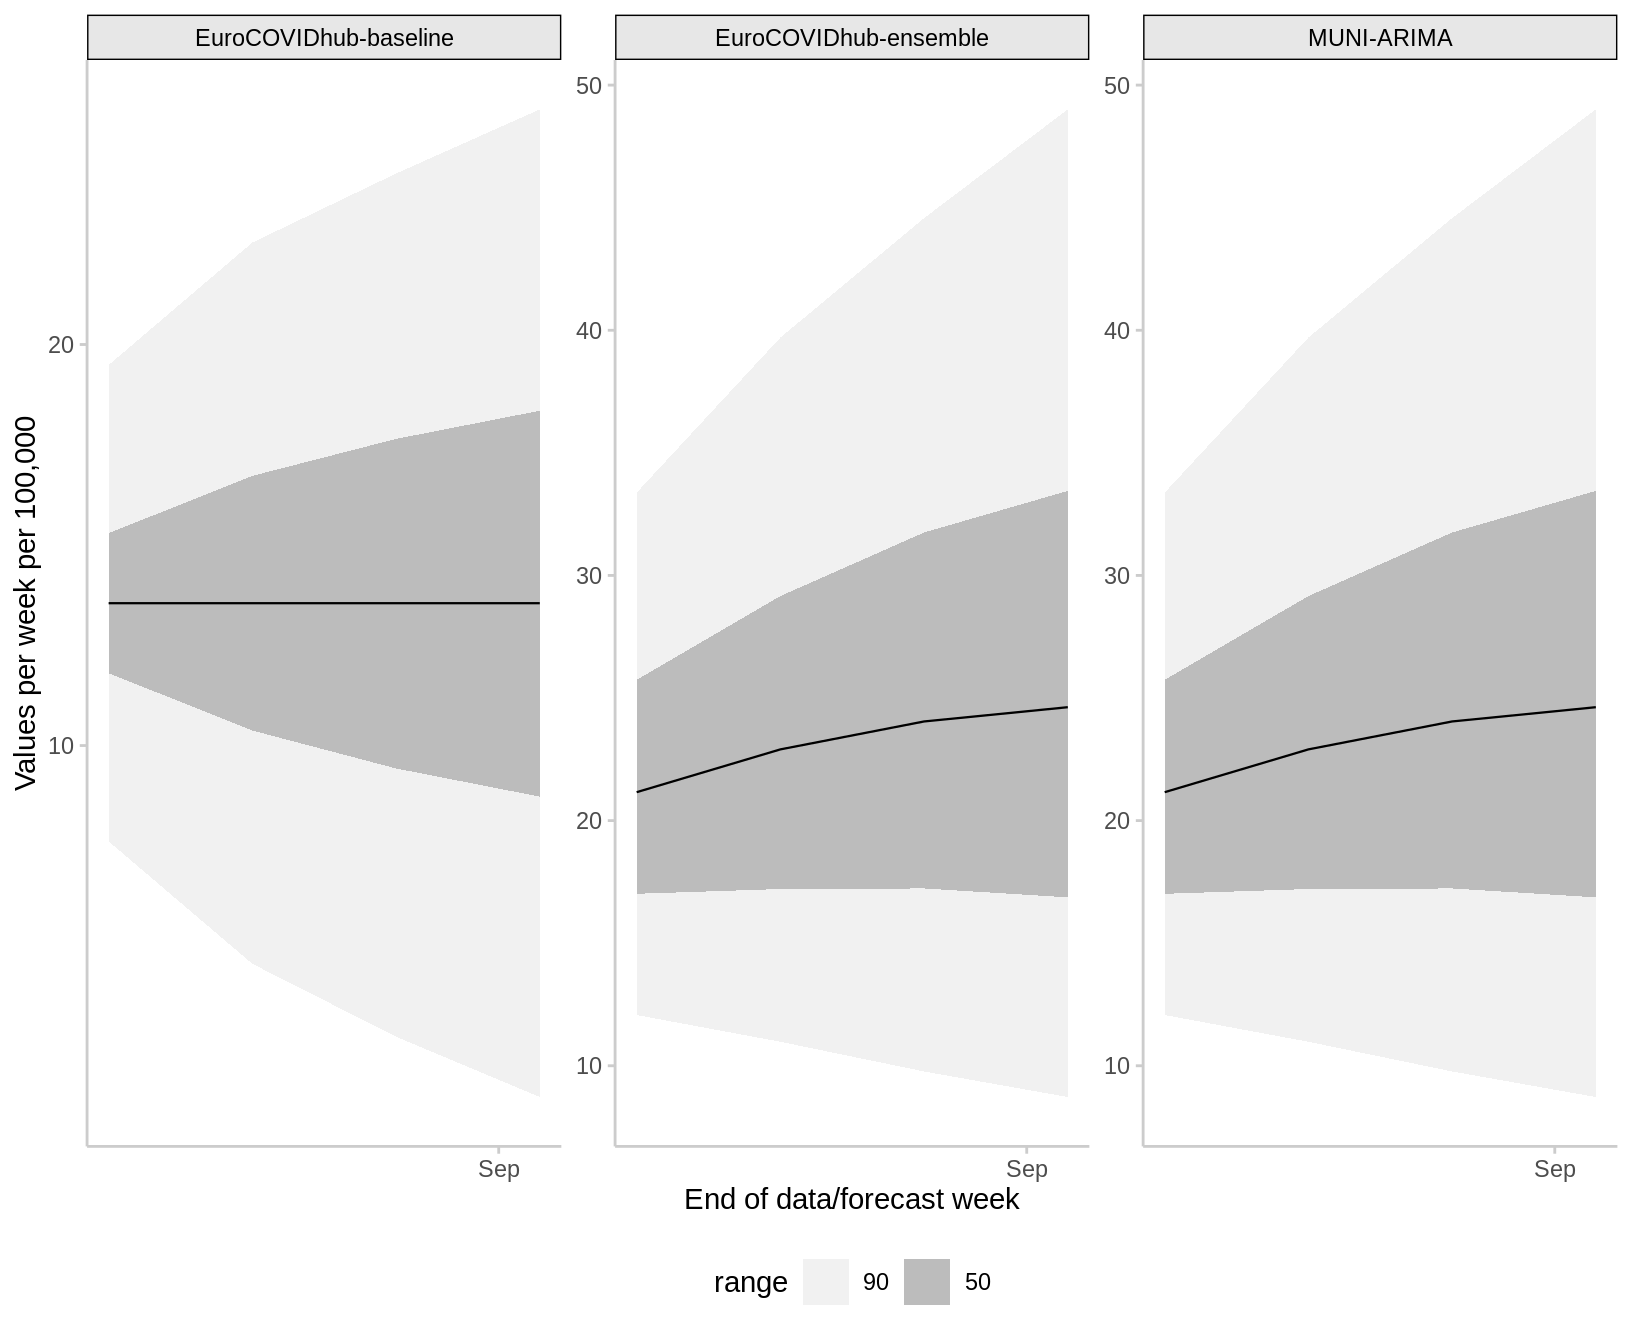 EuroCOVIDhub-baseline EuroCOVIDhub-ensemble MUNI-ARIMA
Values per week per 100,000
20
10
50
40
30
20
10
50
40
30
20
10
Sep Sep Sep
End of data/forecast week
range 90 50